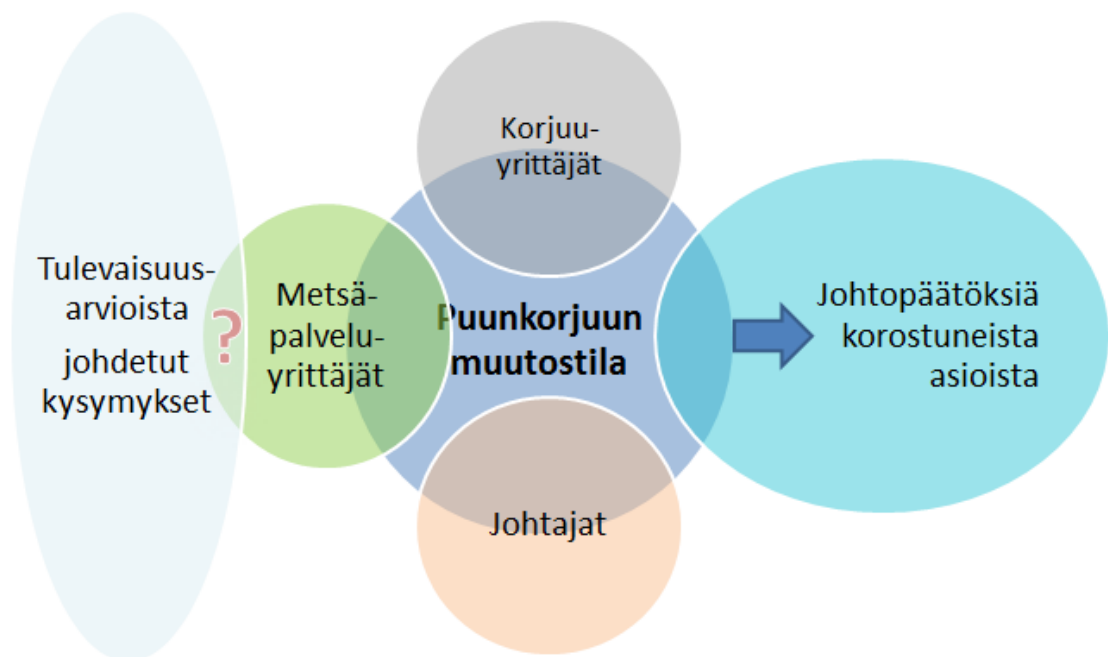 Korjuu-
yrittäjät
Tulevaisuus-
arvioista
johdetut
kysymykset
?
Metsä-
palvelu-
yrittäjät
Puunkorjuun
muutostila
Johtopäätöksiä
korostuneista
asioista
Johtajat